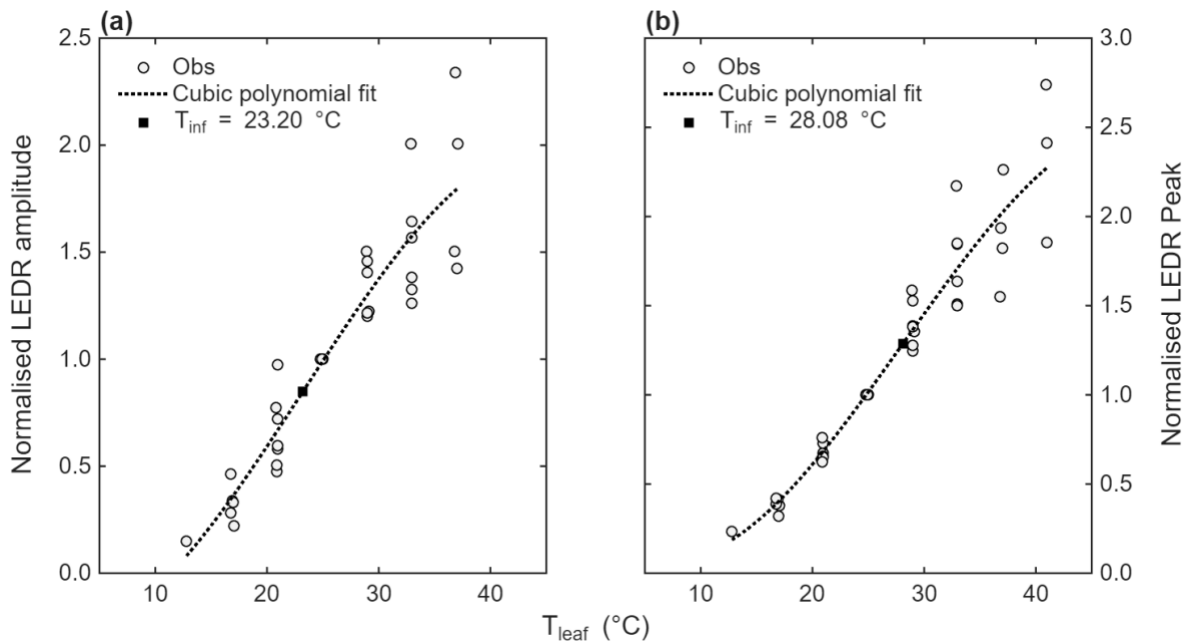 (a)
2.5
2.0
1.5
1.0
0.5
0.0
Normalised LEDR amplitude
Obs
Cubic polynomial fit
T_inf = 23.20 °C
10 20 30 40
(b)
Obs
Cubic polynomial fit
T_inf = 28.08 °C
10 20 30 40
3.0
2.5
2.0
1.5
1.0
0.5
0.0
Normalised LEDR Peak
T_leaf (°C)